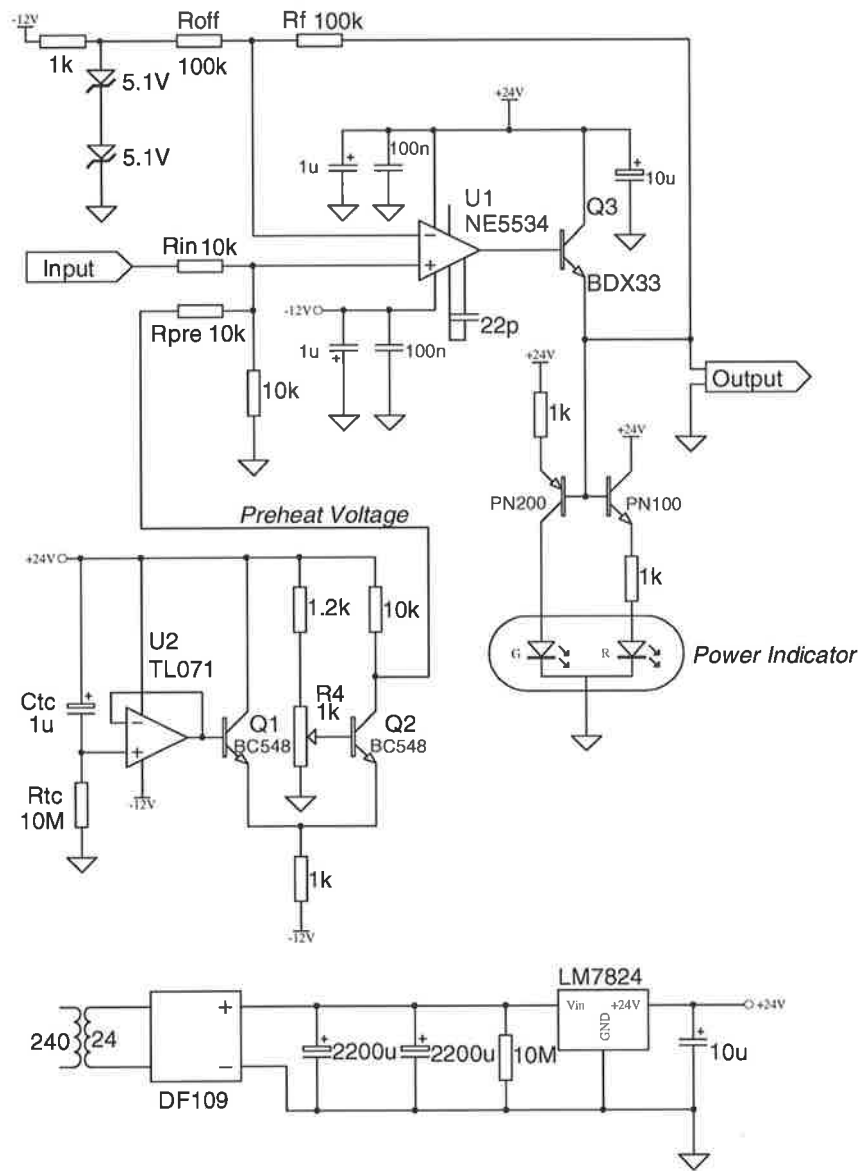 -12V
Roff
Rf 100k
1k
100k
5.1V
5.1V
+24V
1u
+
100n
+
10u
U1
NE5534
Q3
BDX33
Input
Rin 10k
−
+
-12V
22p
Rpre 10k
1u
+
100n
10k
Output
+24V
1k
+24V
PN200
PN100
1k
G
R
Power Indicator
Preheat Voltage
+24V
1.2k
10k
U2
TL071
Ctc
1u
+
−
+
Q1
BC548
R4
1k
Q2
BC548
Rtc
10M
-12V
1k
-12V
LM7824
240
24
+
−
DF109
+
2200u
+
2200u
10M
Vin
+24V
GND
+24V
+
10u